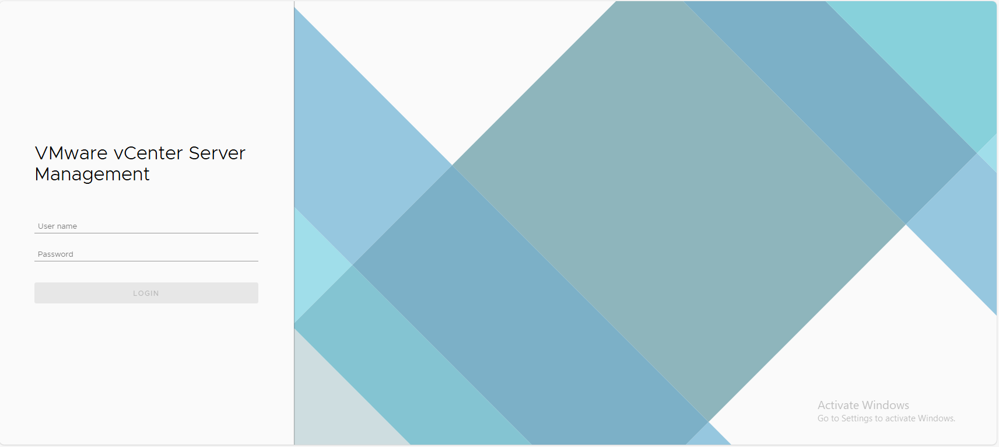 VMware vCenter Server
Management
User name
Password
LOGIN
Activate Windows
Go to Settings to activate Windows.